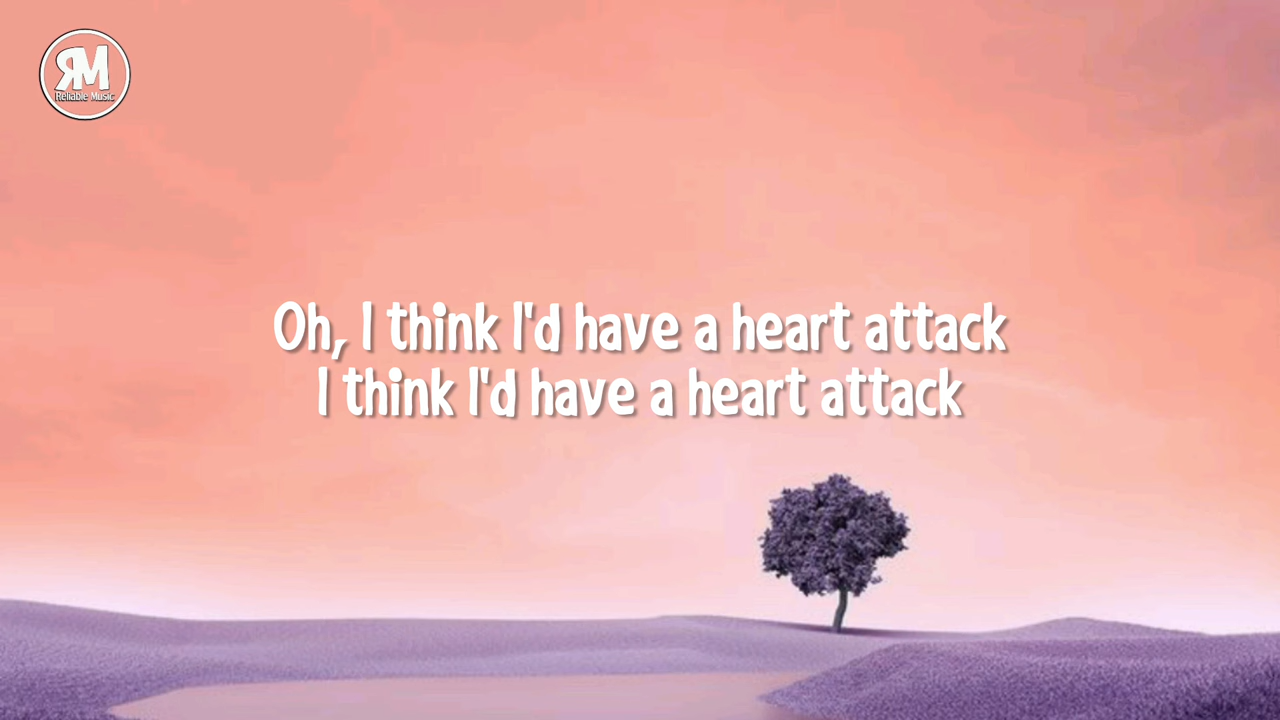 RM
Reliable Music
Oh, I think I'd have a heart attack
I think I'd have a heart attack